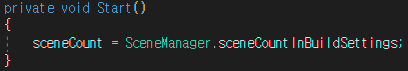 private void Start()
{
sceneCount = SceneManager.sceneCountInBuildSettings;
}